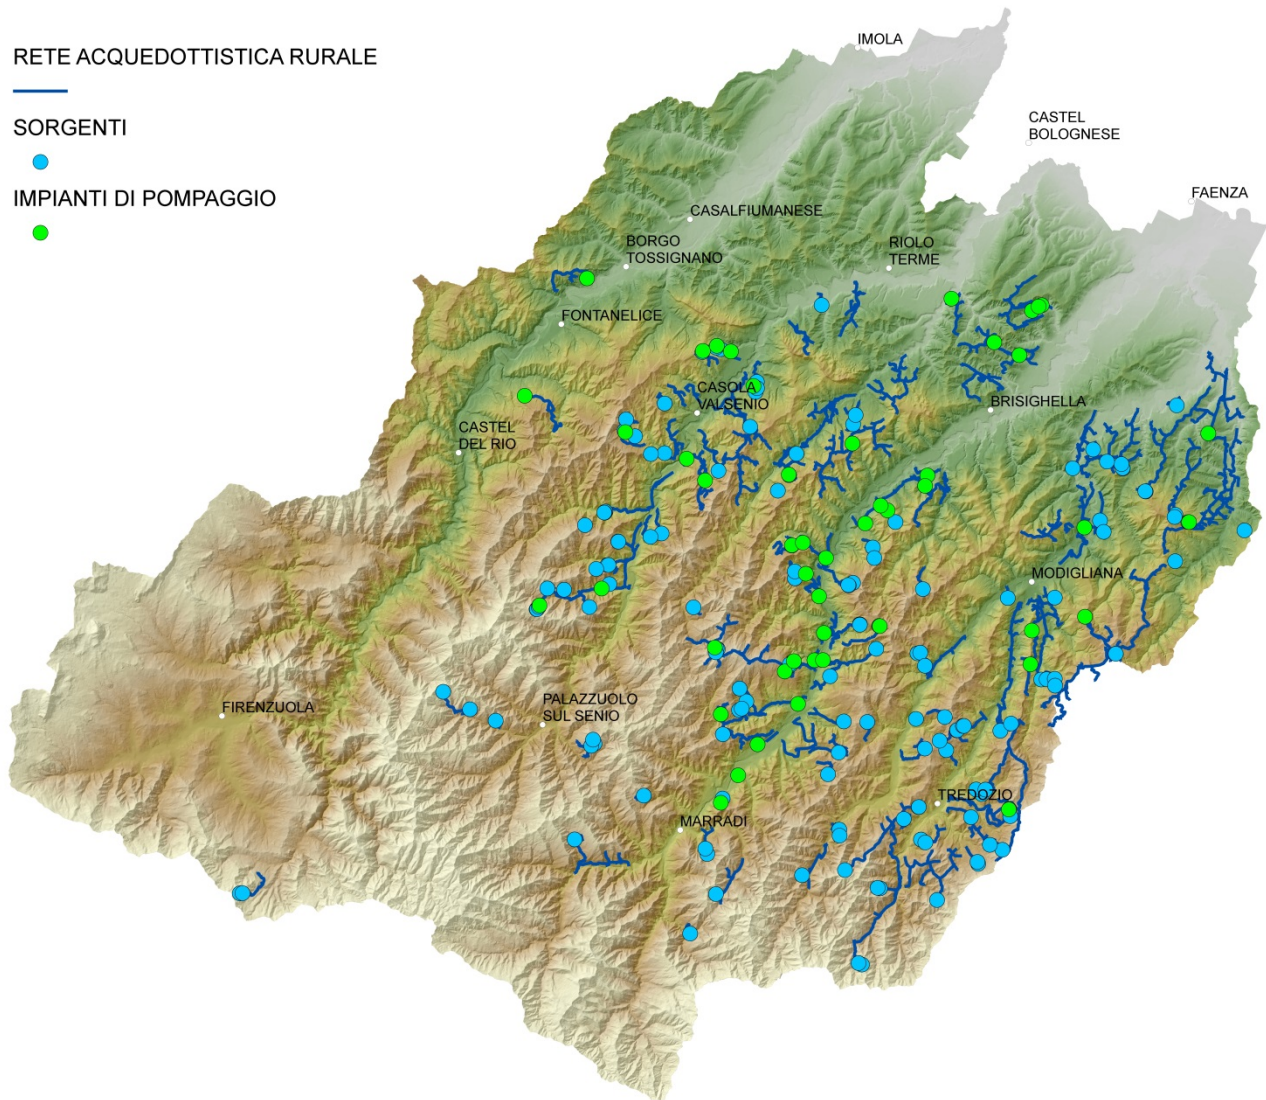 RETE ACQUEDOTTISTICA RURALE
SORGENTI
IMPIANTI DI POMPAGGIO
IMOLA
CASTEL
BOLOGNESE
FAENZA
CASALFIUMANESE
BORGO
TOSSIGNANO
RIOLO
TERME
FONTANELICE
CASOLA
VALSENIO
BRISIGHELLA
CASTEL
DEL RIO
MODIGLIANA
FIRENZUOLA
PALAZZUOLO
SUL SENIO
TREDOZIO
MARRADI